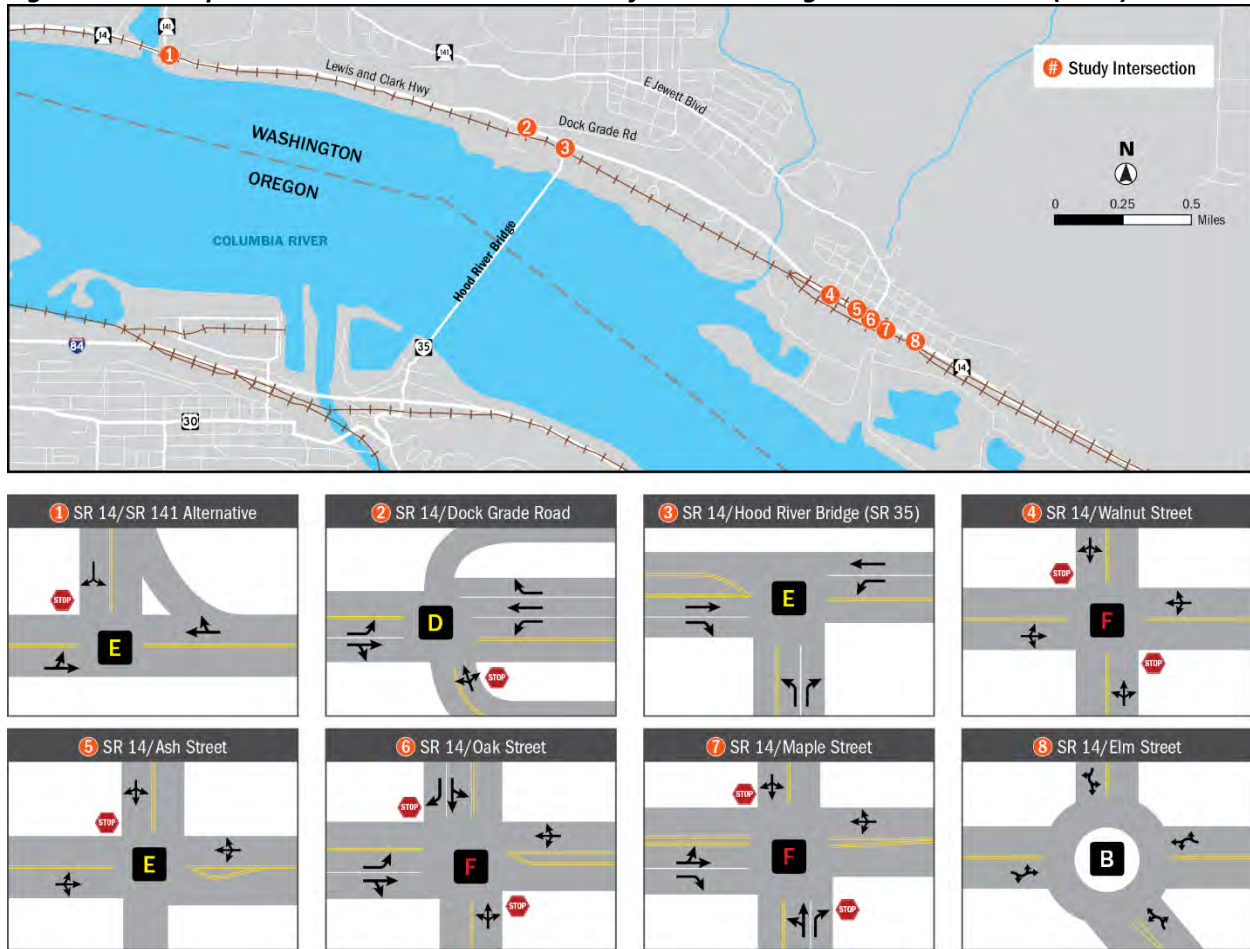 14
141
1
Lewis and Clark Hwy
141
E Jewett Blvd
# Study Intersection
2
Dock Grade Rd
3
N
WASHINGTON
OREGON
0 0.25 0.5
Miles
COLUMBIA RIVER
Hood River Bridge
4
5
6
7
8
84
35
14
30
1 SR 14/SR 141 Alternative
STOP
E
2 SR 14/Dock Grade Road
D
STOP
3 SR 14/Hood River Bridge (SR 35)
E
4 SR 14/Walnut Street
STOP
F
STOP
5 SR 14/Ash Street
STOP
E
6 SR 14/Oak Street
STOP
F
STOP
7 SR 14/Maple Street
STOP
F
STOP
8 SR 14/Elm Street
B